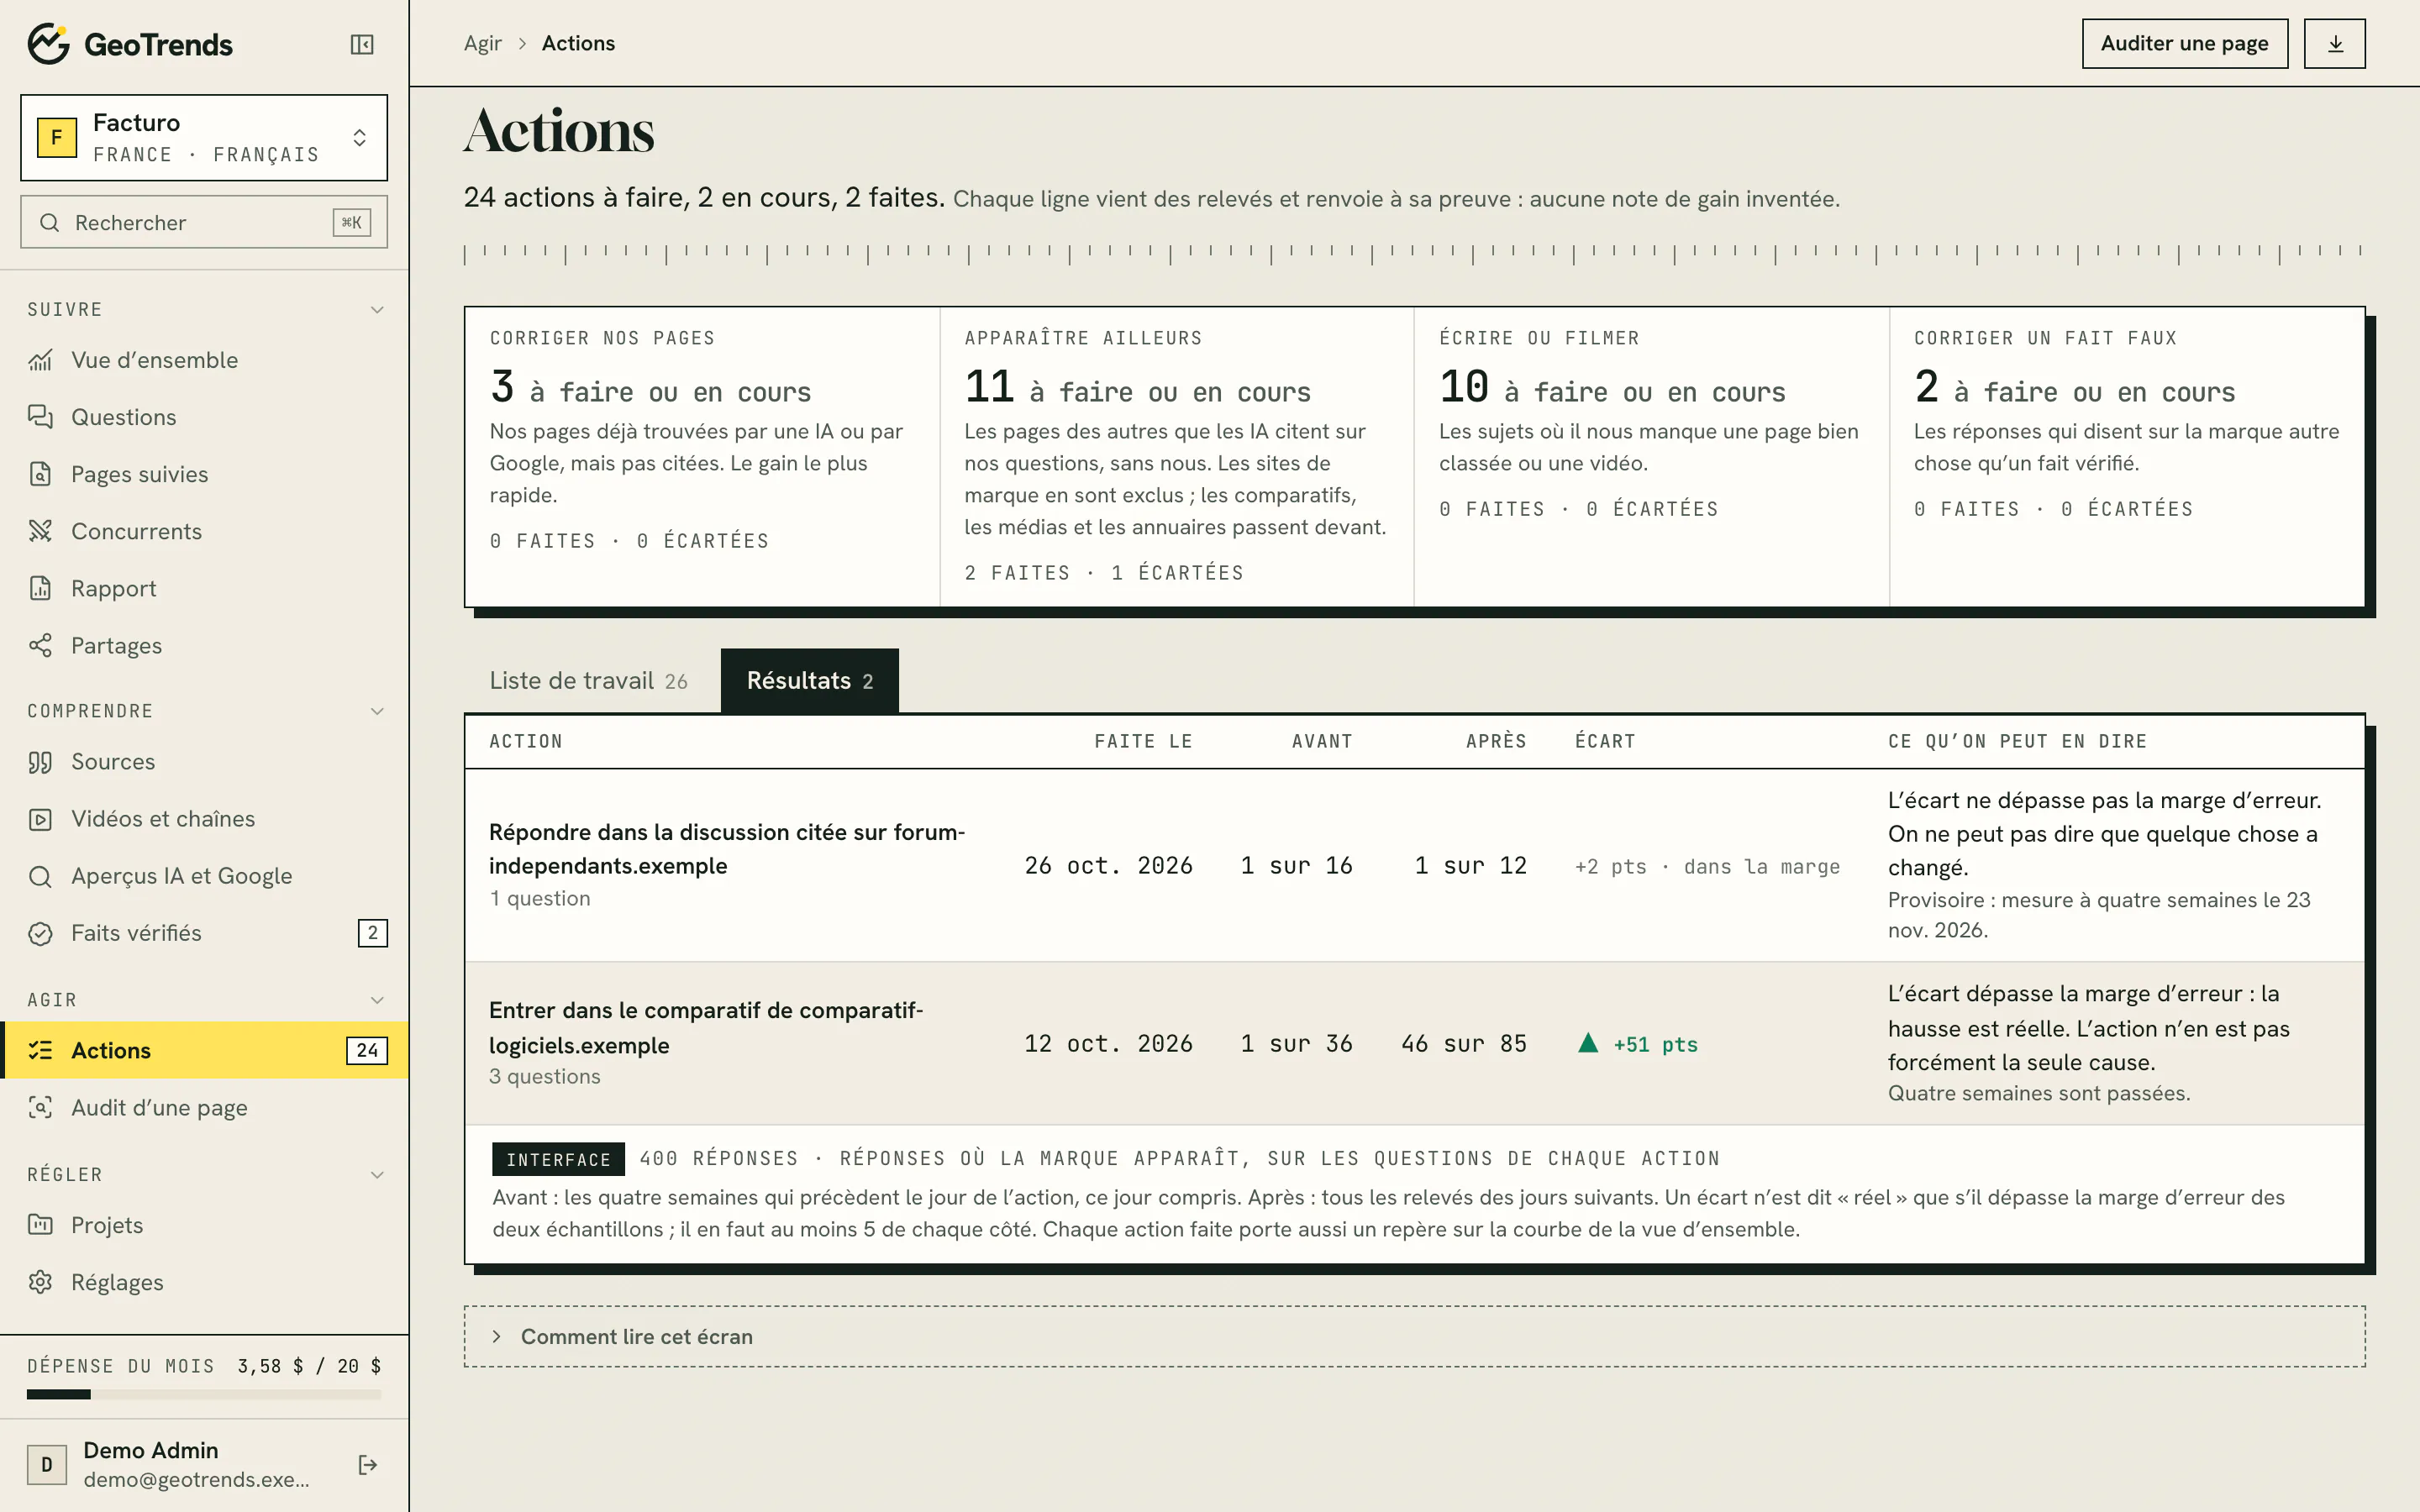 GeoTrends
F
Facturo
FRANCE · FRANÇAIS
Rechercher
⌘K
SUIVRE
Vue d’ensemble
Questions
Pages suivies
Concurrents
Rapport
Partages
COMPRENDRE
Sources
Vidéos et chaînes
Aperçus IA et Google
Faits vérifiés 2
AGIR
Actions 24
Audit d’une page
RÉGLER
Projets
Réglages
DÉPENSE DU MOIS 3,58 $ / 20 $
D
Demo Admin
demo@geotrends.exe…
Agir > Actions
Auditer une page
Actions
24 actions à faire, 2 en cours, 2 faites. Chaque ligne vient des relevés et renvoie à sa preuve : aucune note de gain inventée.
CORRIGER NOS PAGES
3 à faire ou en cours
Nos pages déjà trouvées par une IA ou par
Google, mais pas citées. Le gain le plus
rapide.
0 FAITES · 0 ÉCARTÉES
APPARAÎTRE AILLEURS
11 à faire ou en cours
Les pages des autres que les IA citent sur
nos questions, sans nous. Les sites de
marque en sont exclus ; les comparatifs,
les médias et les annuaires passent devant.
2 FAITES · 1 ÉCARTÉES
ÉCRIRE OU FILMER
10 à faire ou en cours
Les sujets où il nous manque une page bien
classée ou une vidéo.
0 FAITES · 0 ÉCARTÉES
CORRIGER UN FAIT FAUX
2 à faire ou en cours
Les réponses qui disent sur la marque autre
chose qu’un fait vérifié.
0 FAITES · 0 ÉCARTÉES
Liste de travail 26
Résultats 2
ACTION FAITE LE AVANT APRÈS ÉCART CE QU’ON PEUT EN DIRE
Répondre dans la discussion citée sur forum-
independants.exemple
1 question
26 oct. 2026
1 sur 16
1 sur 12
+2 pts · dans la marge
L’écart ne dépasse pas la marge d’erreur.
On ne peut pas dire que quelque chose a
changé.
Provisoire : mesure à quatre semaines le 23
nov. 2026.
Entrer dans le comparatif de comparatif-
logiciels.exemple
3 questions
12 oct. 2026
1 sur 36
46 sur 85
▲ +51 pts
L’écart dépasse la marge d’erreur : la
hausse est réelle. L’action n’en est pas
forcément la seule cause.
Quatre semaines sont passées.
INTERFACE 400 RÉPONSES · RÉPONSES OÙ LA MARQUE APPARAÎT, SUR LES QUESTIONS DE CHAQUE ACTION
Avant : les quatre semaines qui précèdent le jour de l’action, ce jour compris. Après : tous les relevés des jours suivants. Un écart n’est dit « réel » que s’il dépasse la marge d’erreur des
deux échantillons ; il en faut au moins 5 de chaque côté. Chaque action faite porte aussi un repère sur la courbe de la vue d’ensemble.
Comment lire cet écran